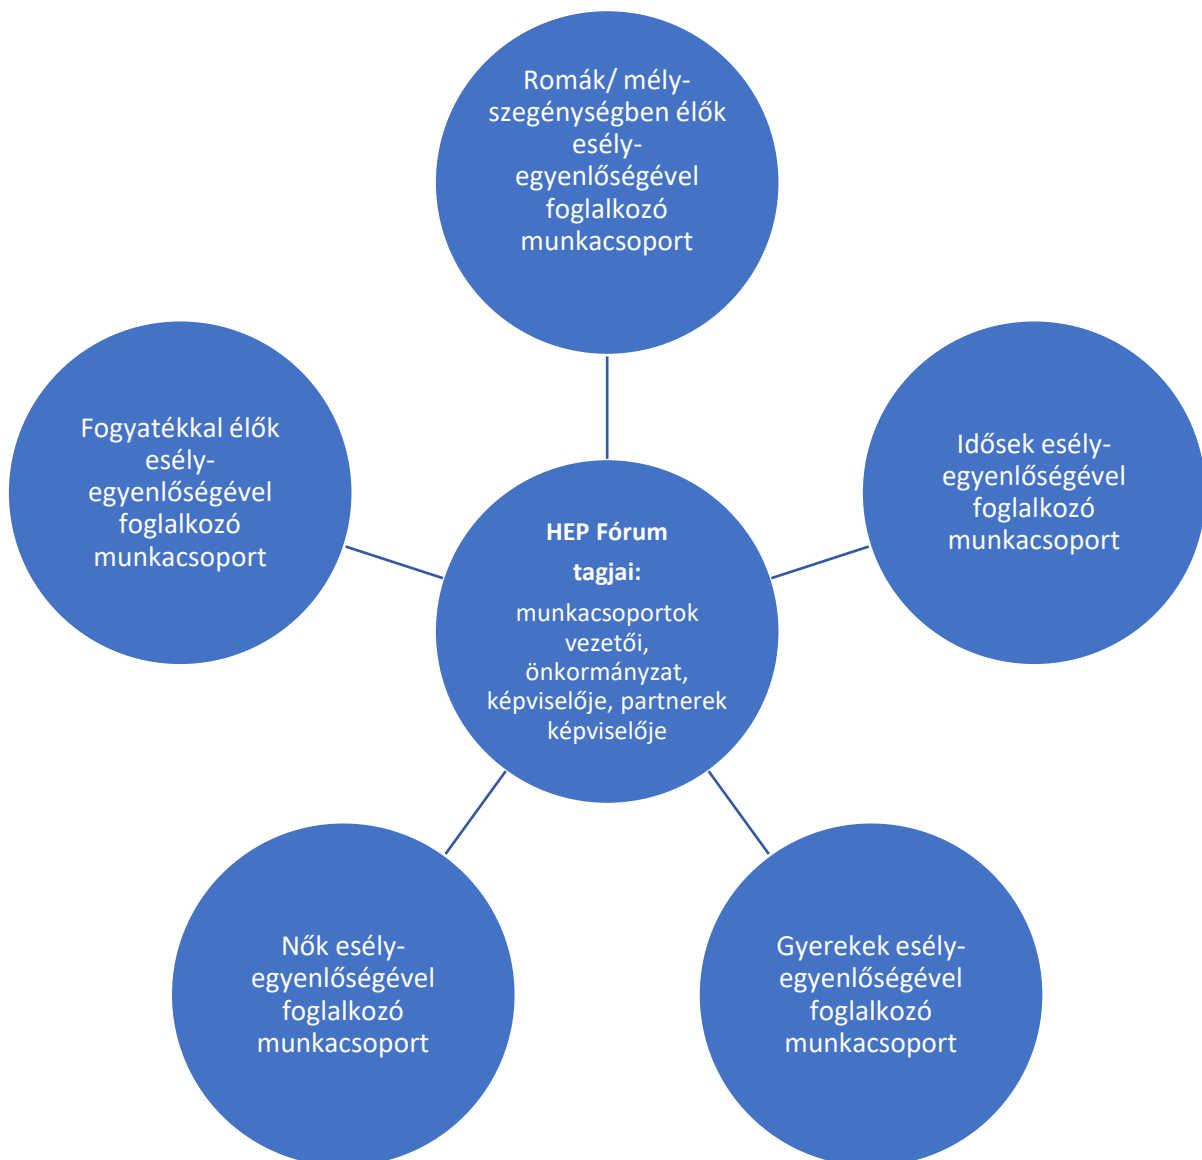 Romák/ mély-
szegénységben élők
esély-
egyenlőségével
foglalkozó
munkacsoport
Fogyatékkal élők
esély-
egyenlőségével
foglalkozó
munkacsoport
Idősek esély-
egyenlőségével
foglalkozó
munkacsoport
HEP Fórum
tagjai:
munkacsoportok
vezetői,
önkormányzat,
képviselője, partnerek
képviselője
Nők esély-
egyenlőségével
foglalkozó
munkacsoport
Gyerekek esély-
egyenlőségével
foglalkozó
munkacsoport